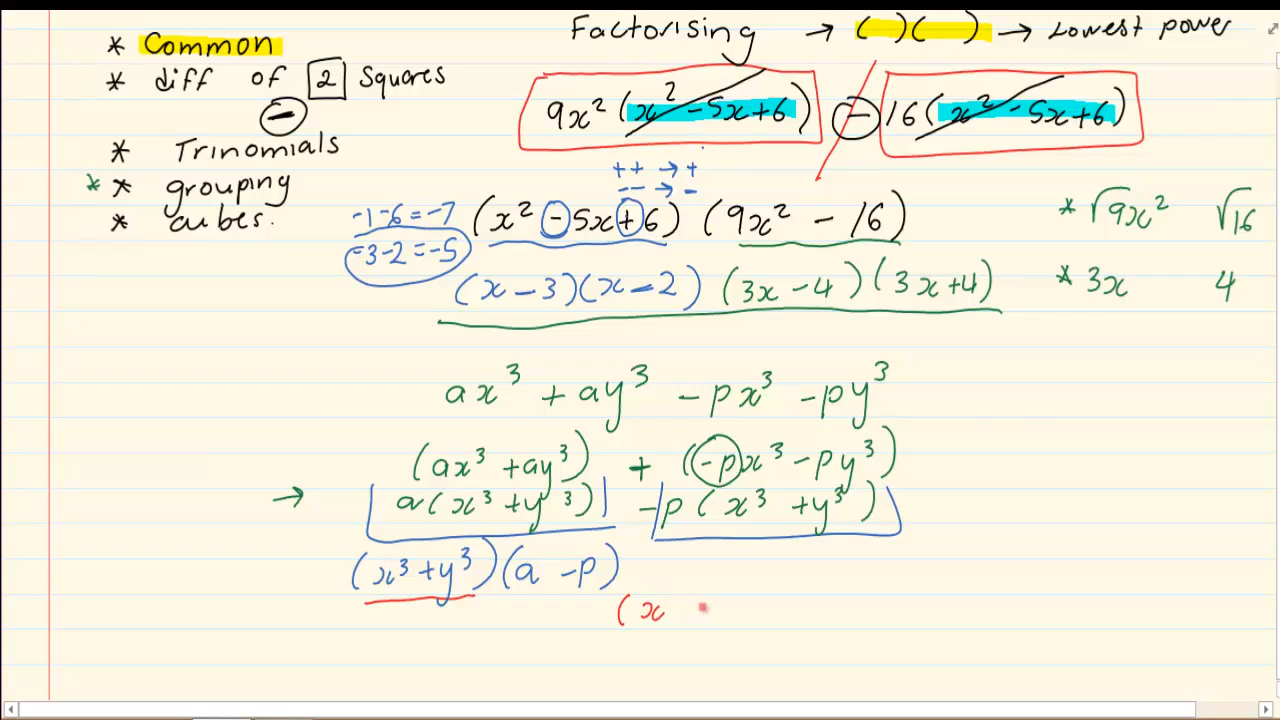 Factorising → ( )( ) → Lowest power
* Common
* diff of 2 squares
−
9x² (x² − 5x + 6) − 16 (x² − 5x + 6)
* Trinomials
+ + → +
− − → −
* * grouping
* cubes.
−1−6 = −7
(x² − 5x + 6) (9x² − 16)
* √9x² √16
−3−2 = −5
(x − 3)(x − 2) (3x − 4)(3x + 4)
* 3x 4
ax³ + ay³ − px³ − py³
(ax³ + ay³) + (−px³ − py³)
→ a(x³ + y³) − p(x³ + y³)
(x³ + y³)(a − p)
(x